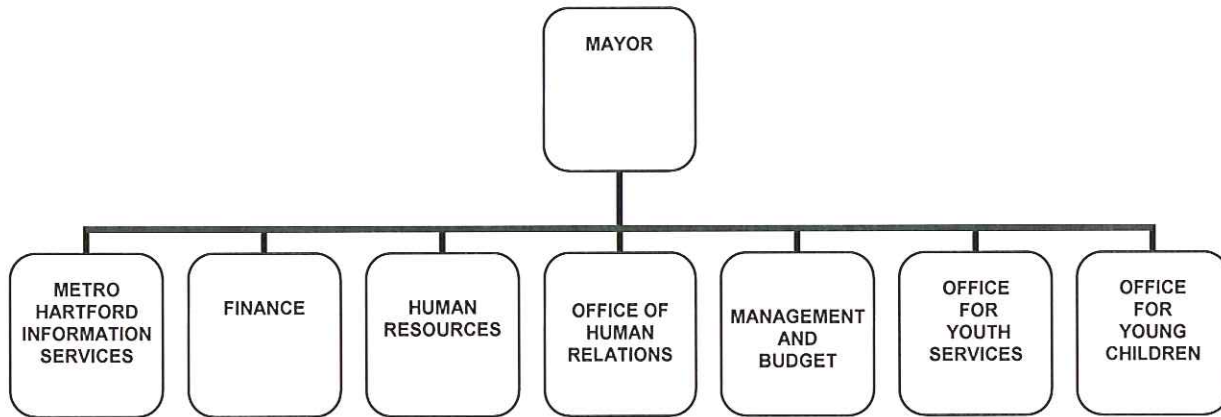 MAYOR
METRO
HARTFORD
INFORMATION
SERVICES
FINANCE
HUMAN
RESOURCES
OFFICE OF
HUMAN
RELATIONS
MANAGEMENT
AND
BUDGET
OFFICE
FOR
YOUTH
SERVICES
OFFICE
FOR
YOUNG
CHILDREN